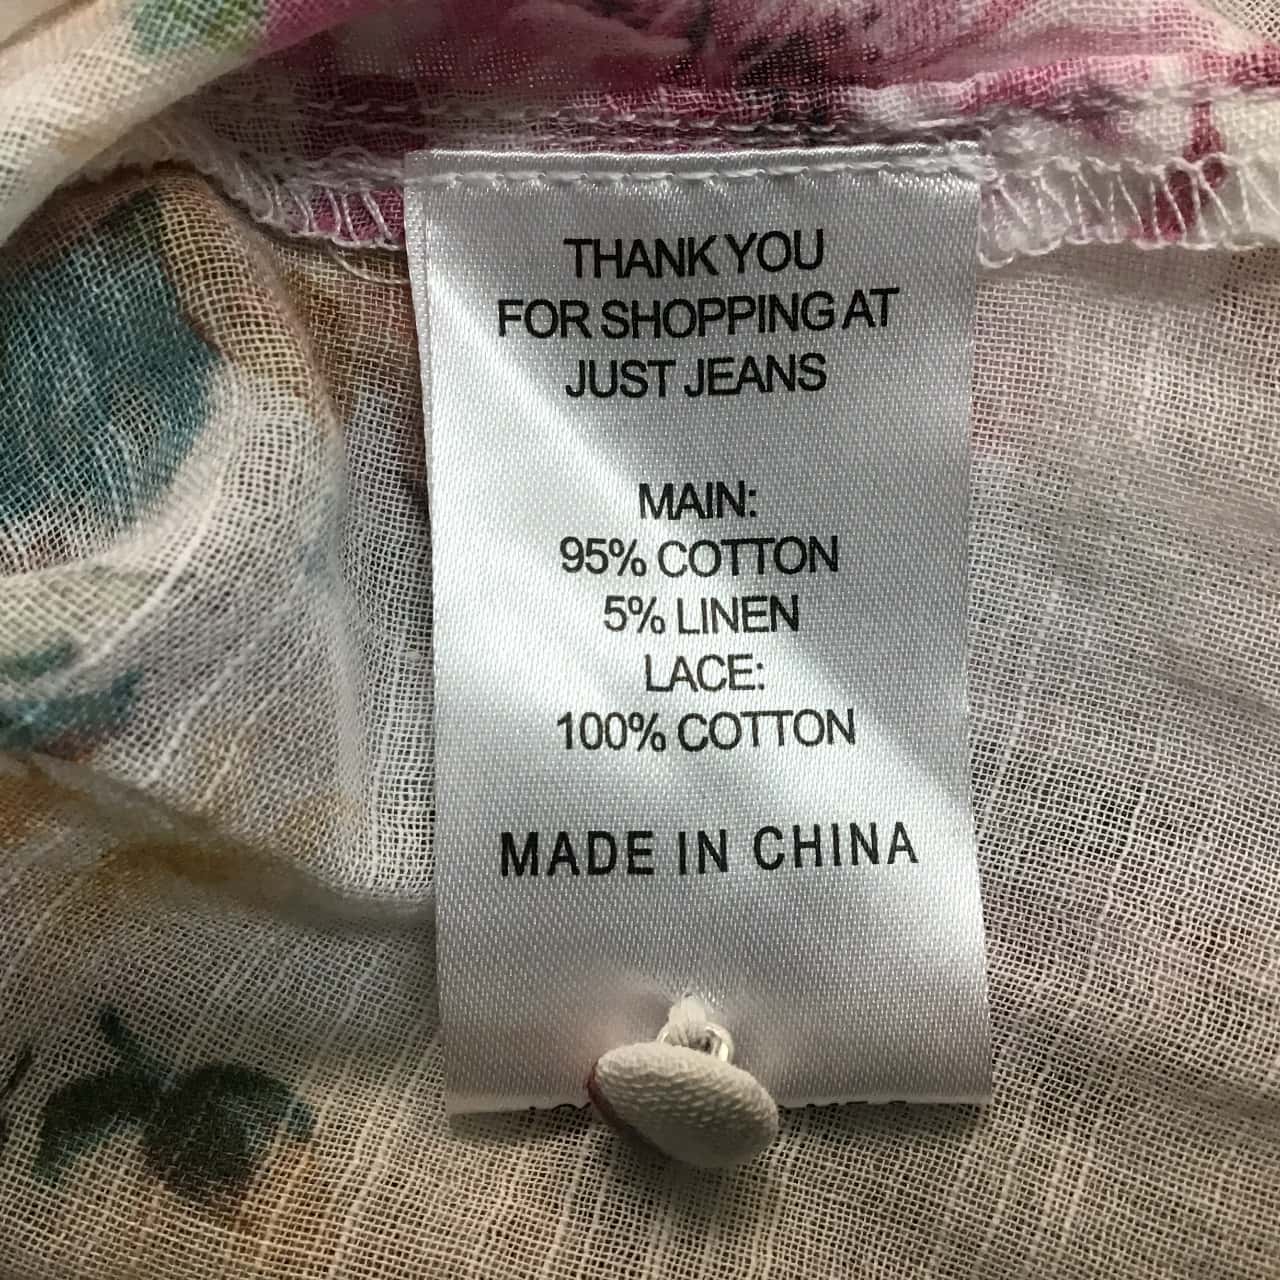 THANK YOU
FOR SHOPPING AT
JUST JEANS
MAIN:
95% COTTON
5% LINEN
LACE:
100% COTTON
MADE IN CHINA